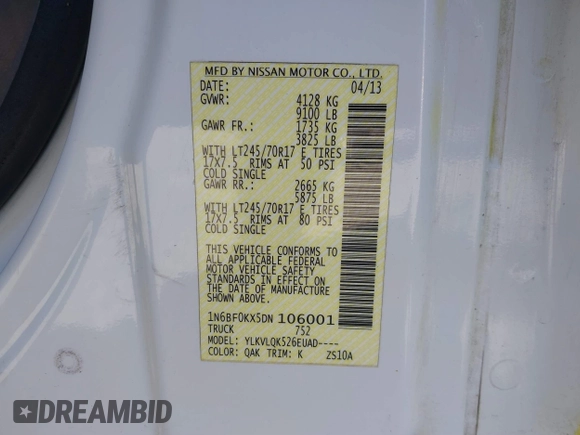 MFD BY NISSAN MOTOR CO., LTD.
DATE: 04/13
GVWR: 4128 KG
9100 LB
GAWR FR.: 1735 KG
3825 LB
WITH LT245/70R17 E TIRES
17X7.5 RIMS AT 50 PSI
COLD SINGLE
GAWR RR.: 2665 KG
5875 LB
WITH LT245/70R17 E TIRES
17X7.5 RIMS AT 80 PSI
COLD SINGLE
THIS VEHICLE CONFORMS TO
ALL APPLICABLE FEDERAL
MOTOR VEHICLE SAFETY
STANDARDS IN EFFECT ON
THE DATE OF MANUFACTURE
SHOWN ABOVE.
1N6BF0KX5DN 106001
TRUCK 752
MODEL: YLKVLQK526EUAD----
COLOR: QAK TRIM: K ZS10A
DREAMBID